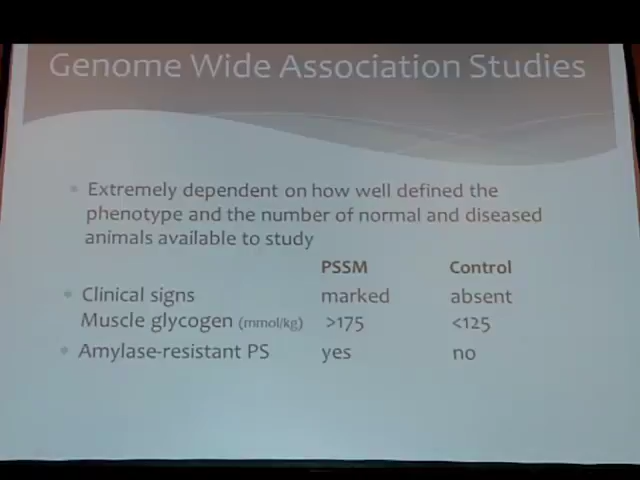 Genome Wide Association Studies
Extremely dependent on how well defined the
phenotype and the number of normal and diseased
animals available to study
PSSM Control
Clinical signs marked absent
Muscle glycogen (mmol/kg) >175 <125
Amylase-resistant PS yes no